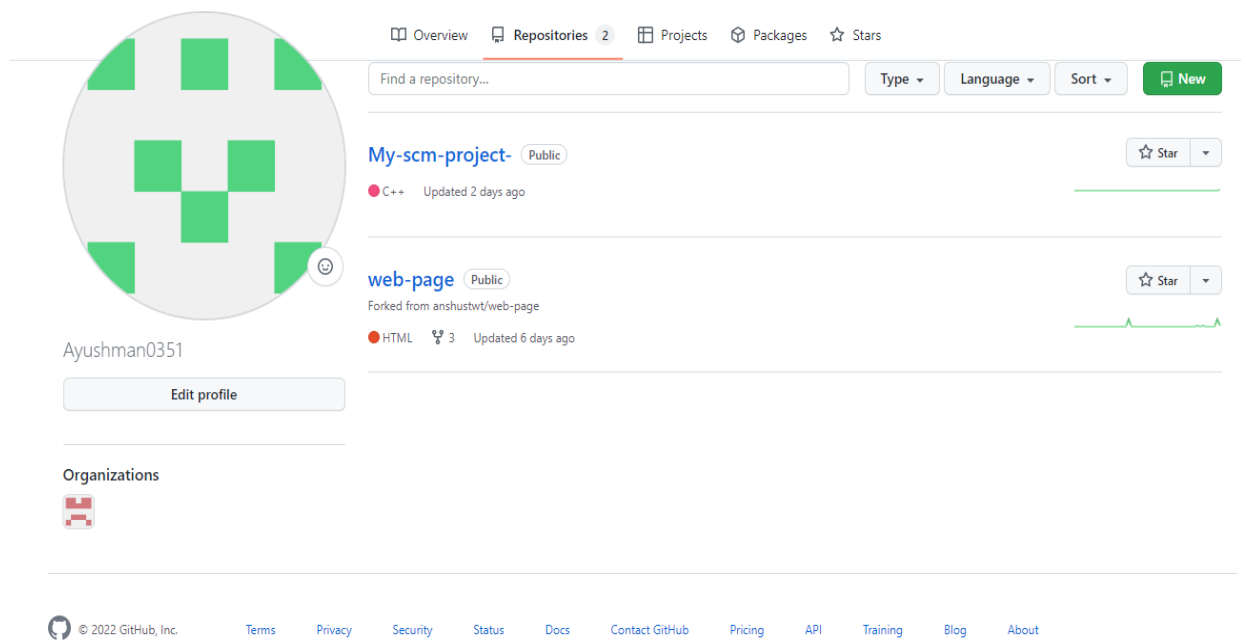 Overview Repositories 2 Projects Packages Stars
Find a repository... Type Language Sort New
My-scm-project- Public Star
C++ Updated 2 days ago
web-page Public Star
Forked from anshustwt/web-page
HTML 3 Updated 6 days ago
Ayushman0351
Edit profile
Organizations
© 2022 GitHub, Inc. Terms Privacy Security Status Docs Contact GitHub Pricing API Training Blog About